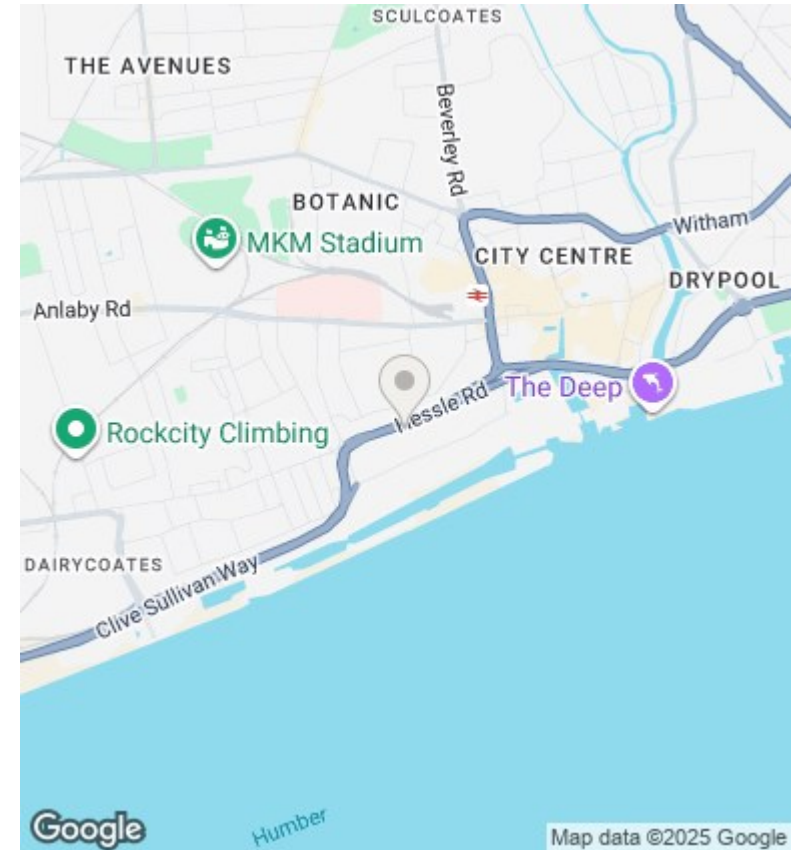 SCULCOATES
THE AVENUES
Beverley Rd
BOTANIC
Witham
MKM Stadium
CITY CENTRE
DRYPOOL
Anlaby Rd
The Deep
Hessle Rd
Rockcity Climbing
DAIRYCOATES
Clive Sullivan Way
Humber
Google
Map data ©2025 Google